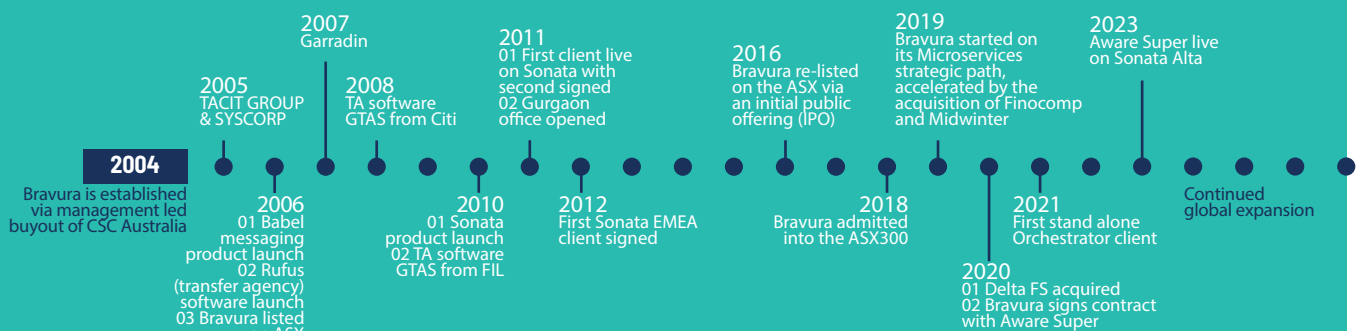 2004
Bravura is established
via management led
buyout of CSC Australia
2005
TACIT GROUP
& SYSCORP
2006
01 Babel
messaging
product launch
02 Rufus
(transfer agency)
software launch
03 Bravura listed
ASX
2007
Garradin
2008
TA software
GTAS from Citi
2010
01 Sonata
product launch
02 TA software
GTAS from FIL
2011
01 First client live
on Sonata with
second signed
02 Gurgaon
office opened
2012
First Sonata EMEA
client signed
2016
Bravura re-listed
on the ASX via
an initial public
offering (IPO)
2018
Bravura admitted
into the ASX300
2019
Bravura started on
its Microservices
strategic path,
accelerated by the
acquisition of Finocomp
and Midwinter
2020
01 Delta FS acquired
02 Bravura signs contract
with Aware Super
2021
First stand alone
Orchestrator client
2023
Aware Super live
on Sonata Alta
Continued
global expansion